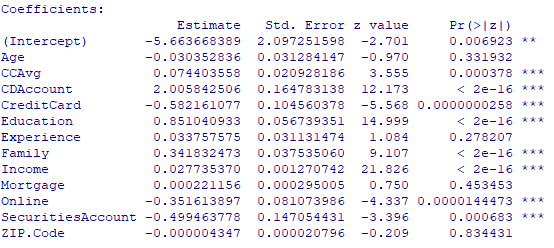 Coefficients:
Estimate Std. Error z value Pr(>|z|)
(Intercept) -5.663668389 2.097251598 -2.701 0.006923 **
Age -0.030352836 0.031284147 -0.970 0.331932
CCAvg 0.074403558 0.020928186 3.555 0.000378 ***
CDAccount 2.005842506 0.164783138 12.173 < 2e-16 ***
CreditCard -0.582161077 0.104560378 -5.568 0.0000000258 ***
Education 0.851040933 0.056739351 14.999 < 2e-16 ***
Experience 0.033757575 0.031131474 1.084 0.278207
Family 0.341832473 0.037535060 9.107 < 2e-16 ***
Income 0.027735370 0.001270742 21.826 < 2e-16 ***
Mortgage 0.000221156 0.000295005 0.750 0.453453
Online -0.351613897 0.081073986 -4.337 0.0000144473 ***
SecuritiesAccount -0.499463778 0.147054431 -3.396 0.000683 ***
ZIP.Code -0.000004347 0.000020796 -0.209 0.834431